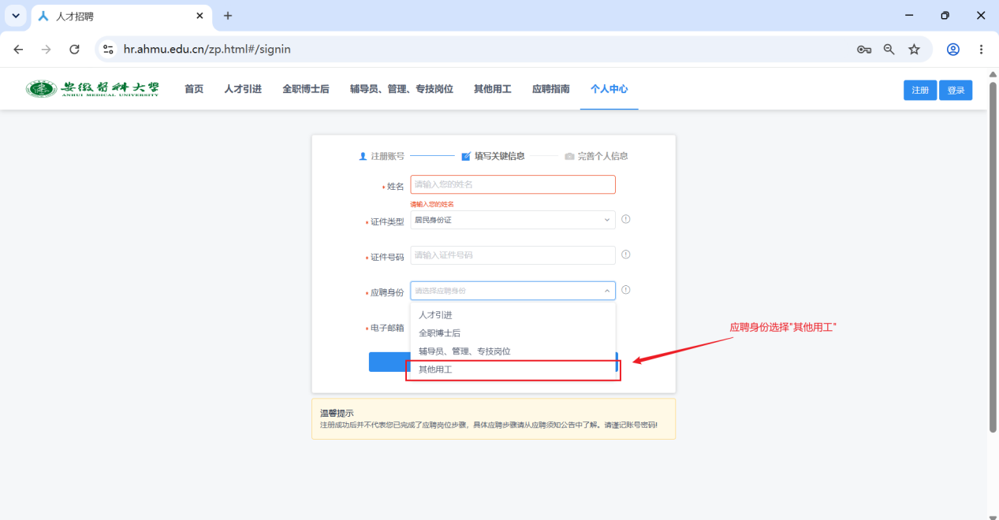 人才招聘
hr.ahmu.edu.cn/zp.html#/signin
安徽医科大学
ANHUI MEDICAL UNIVERSITY
首页 人才引进 全职博士后 辅导员、管理、专技岗位 其他用工 应聘指南 个人中心 注册 登录
注册账号 填写关键信息 完善个人信息
*姓名 请输入您的姓名
请输入您的姓名
*证件类型 居民身份证
*证件号码 请输入证件号码
*应聘身份 请选择应聘身份
人才引进
*电子邮箱
全职博士后
辅导员、管理、专技岗位
其他用工
应聘身份选择"其他用工"
温馨提示
注册成功后并不代表您已完成了应聘岗位步骤，具体应聘步骤请从应聘须知公告中了解。请谨记账号密码!